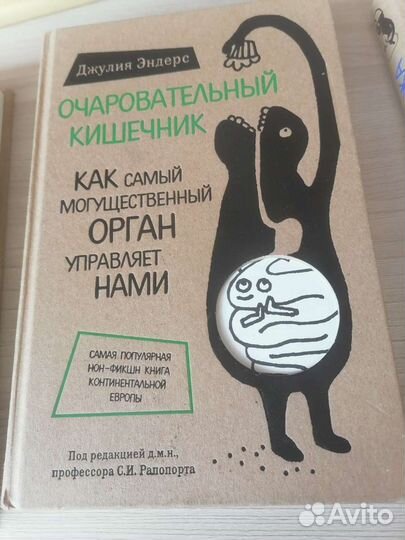 Джулия Эндерс
ОЧАРОВАТЕЛЬНЫЙ
КИШЕЧНИК
КАК САМЫЙ
МОГУЩЕСТВЕННЫЙ
ОРГАН
УПРАВЛЯЕТ
НАМИ
САМАЯ ПОПУЛЯРНАЯ
НОН-ФИКШН КНИГА
КОНТИНЕНТАЛЬНОЙ
ЕВРОПЫ
Под редакцией д.м.н.,
профессора С.И. Рапопорта
Avito